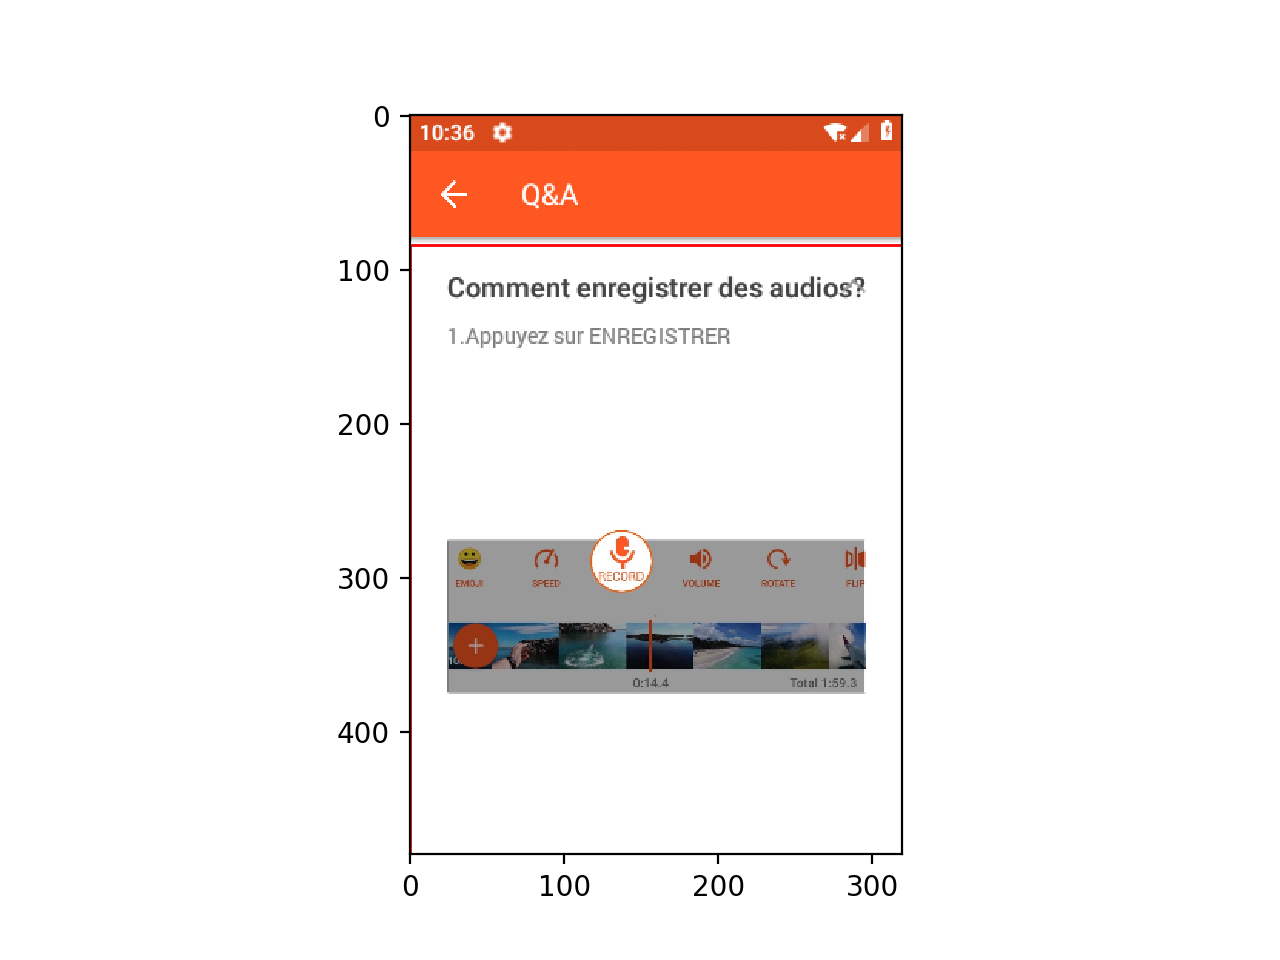 0
10:36
Q&A
100
Comment enregistrer des audios?
1.Appuyez sur ENREGISTRER
200
300
EMOJI SPEED RECORD VOLUME ROTATE FLIP
10
0:14.4 Total 1:59.3
400
0 100 200 300